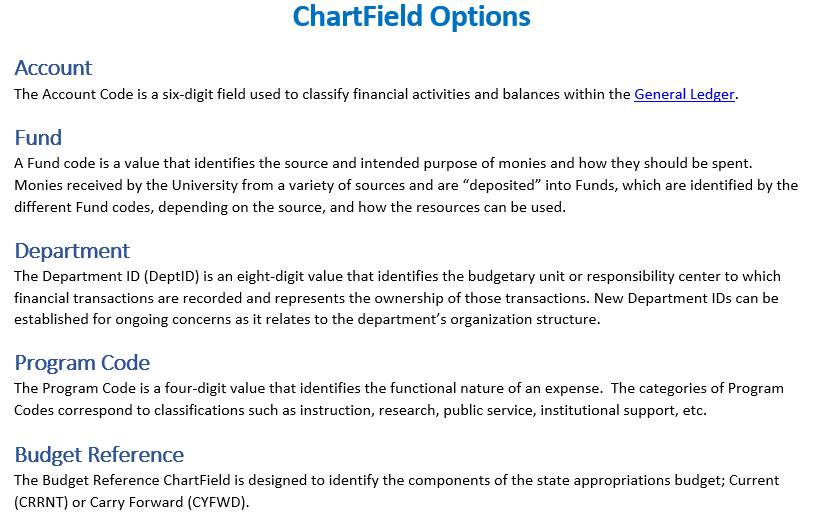 ChartField Options
Account
The Account Code is a six-digit field used to classify financial activities and balances within the General Ledger.
Fund
A Fund code is a value that identifies the source and intended purpose of monies and how they should be spent.
Monies received by the University from a variety of sources and are “deposited” into Funds, which are identified by the
different Fund codes, depending on the source, and how the resources can be used.
Department
The Department ID (DeptID) is an eight-digit value that identifies the budgetary unit or responsibility center to which
financial transactions are recorded and represents the ownership of those transactions. New Department IDs can be
established for ongoing concerns as it relates to the department’s organization structure.
Program Code
The Program Code is a four-digit value that identifies the functional nature of an expense.  The categories of Program
Codes correspond to classifications such as instruction, research, public service, institutional support, etc.
Budget Reference
The Budget Reference ChartField is designed to identify the components of the state appropriations budget; Current
(CRRNT) or Carry Forward (CYFWD).